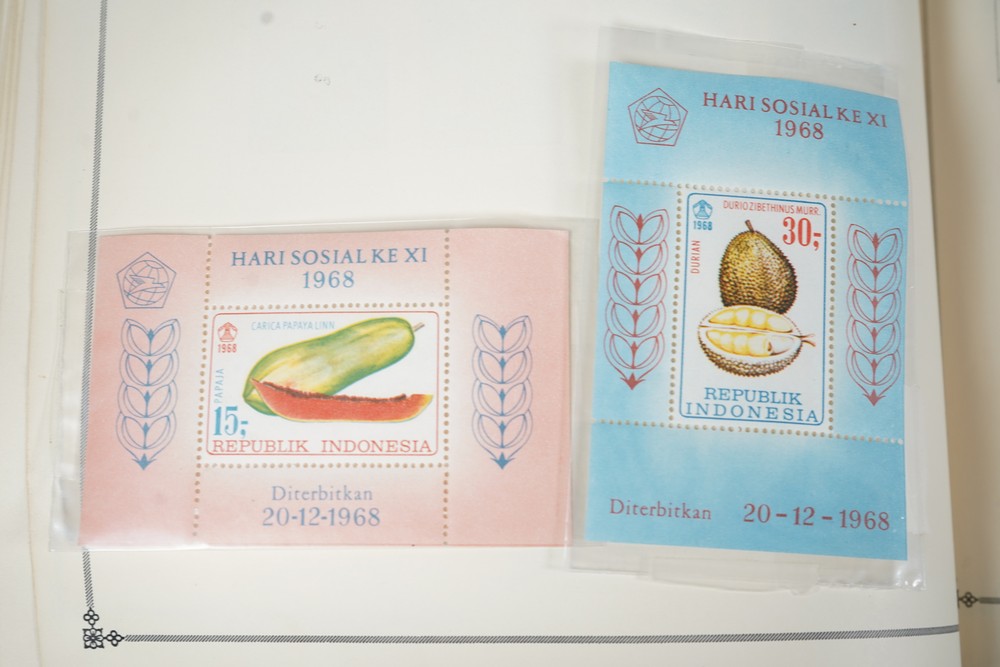 HARI SOSIAL KE XI
1968
1968
CARICA PAPAYA LINN
PAPAJA
15,-
REPUBLIK INDONESIA
Diterbitkan
20-12-1968
HARI SOSIAL KE XI
1968
DURIO ZIBETHINUS MURR.
1968
30,-
DURIAN
REPUBLIK
INDONESIA
Diterbitkan 20-12-1968